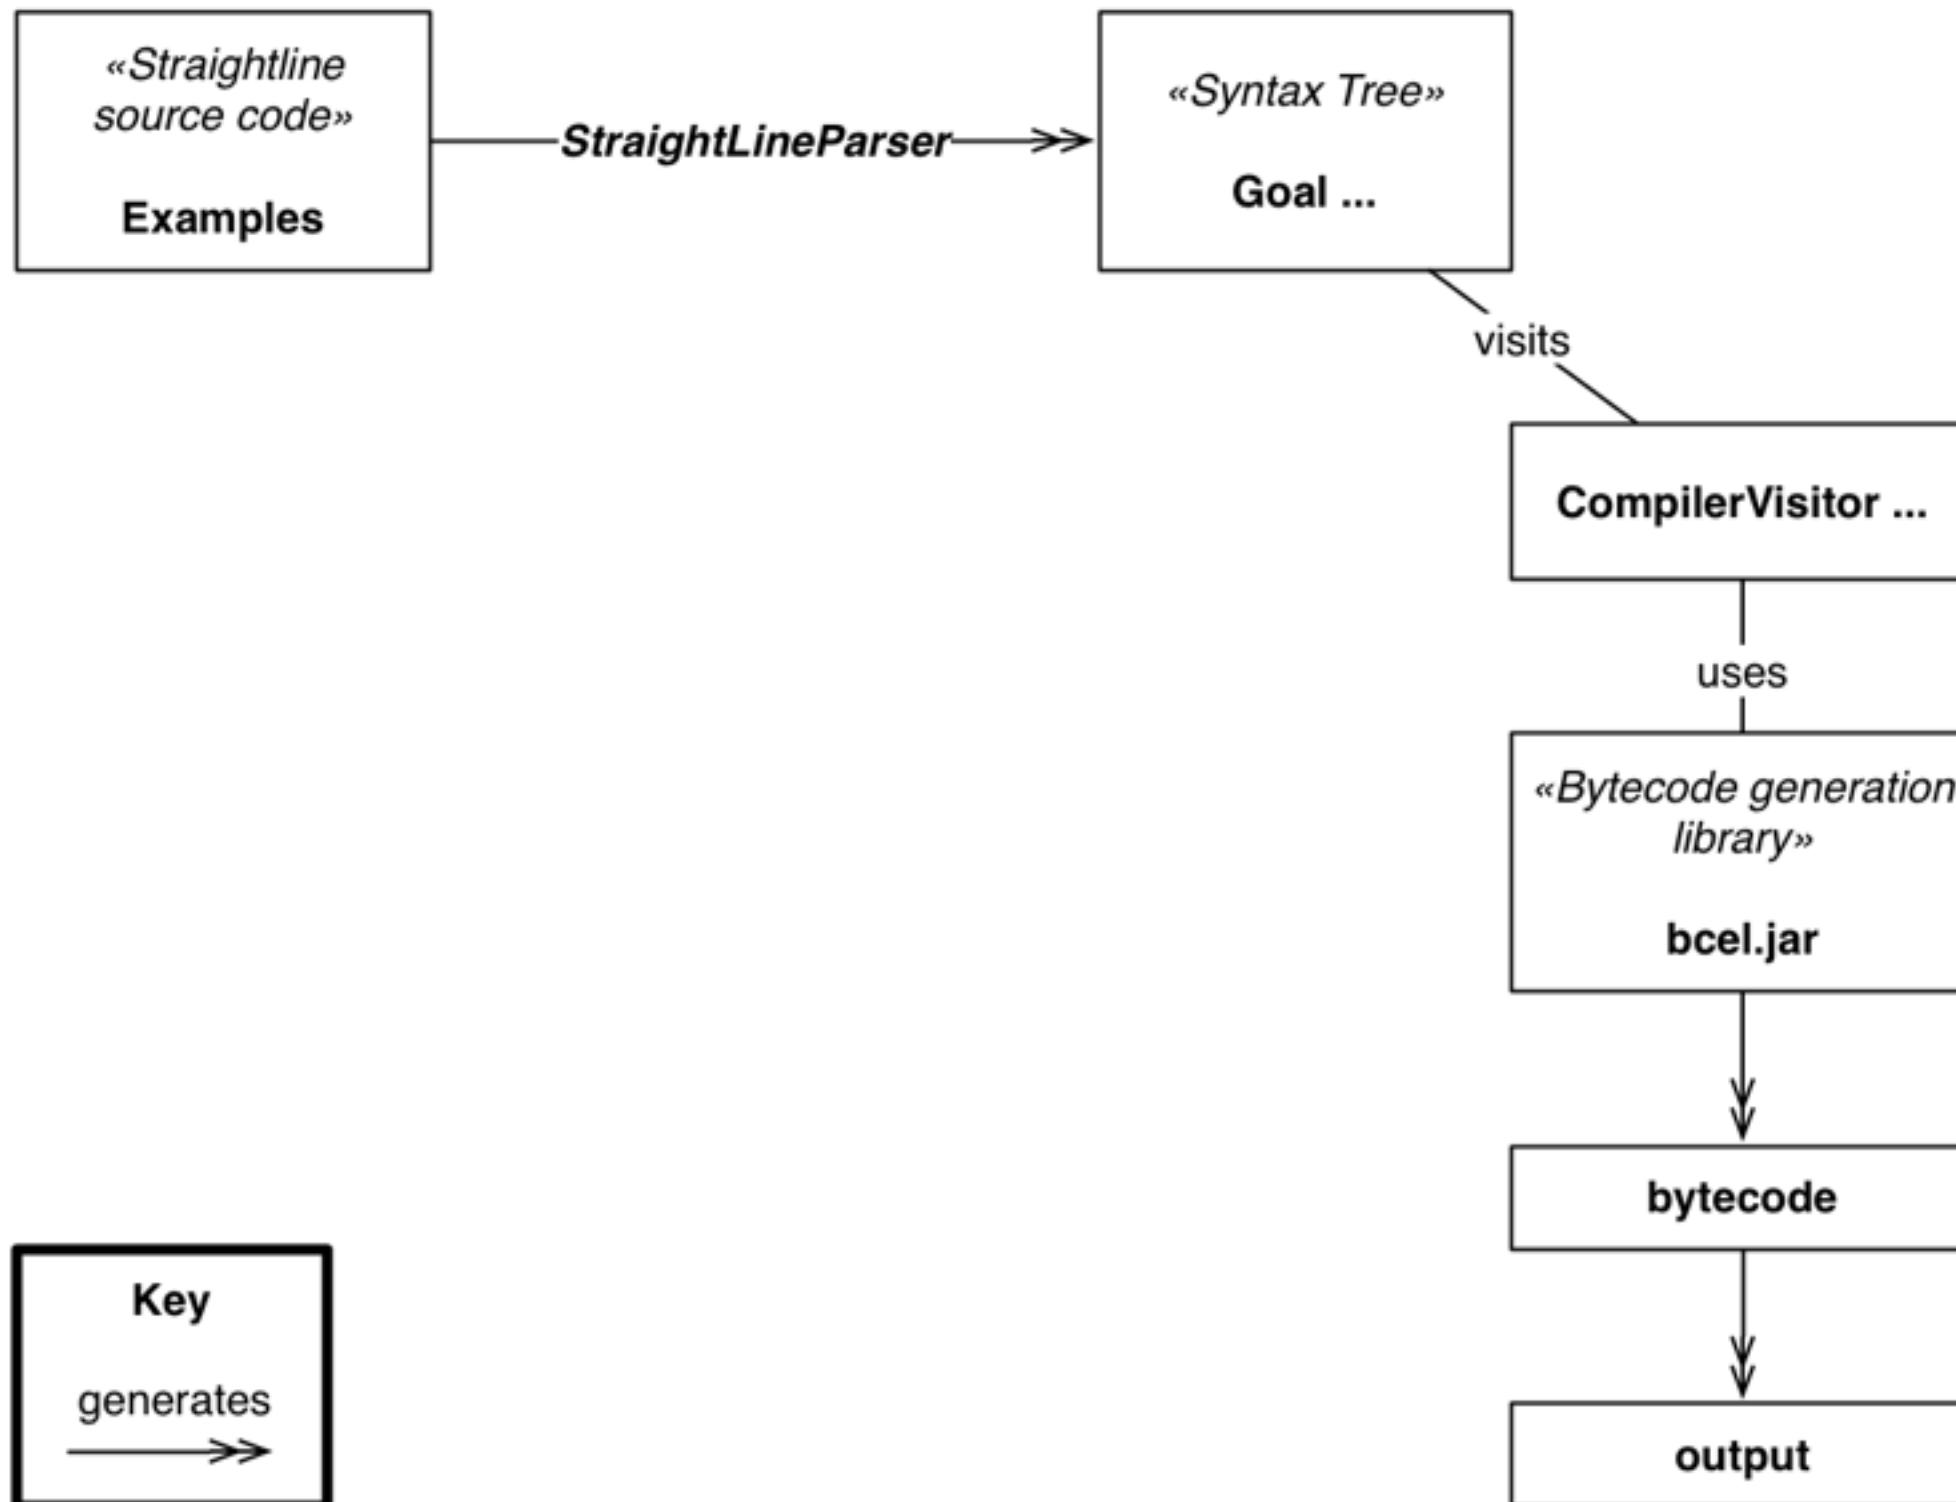 «Straightline
source code»
Examples
StraightLineParser
«Syntax Tree»
Goal ...
visits
CompilerVisitor ...
uses
«Bytecode generation
library»
bcel.jar
bytecode
output
Key
generates